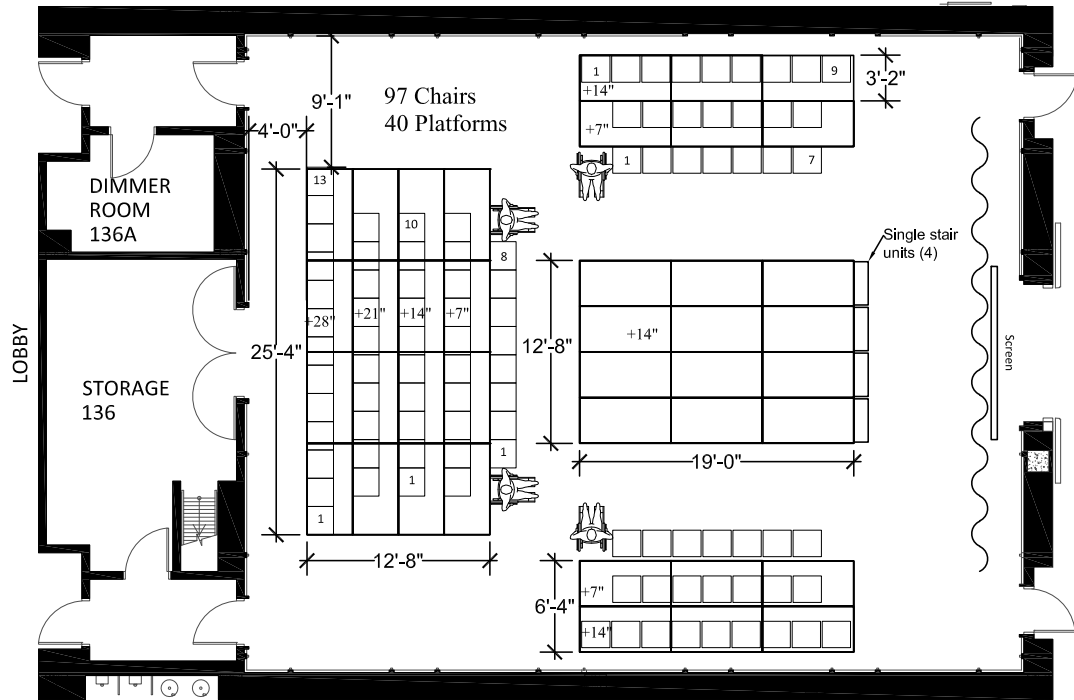 1
9
3'-2"
+14"
97 Chairs
40 Platforms
9'-1"
4'-0"
+7"
1
7
DIMMER
ROOM
136A
13
10
8
Single stair
units (4)
+28"
+21"
+14"
+7"
+14"
LOBBY
25'-4"
12'-8"
Screen
STORAGE
136
1
1
1
19'-0"
12'-8"
+7"
6'-4"
+14"